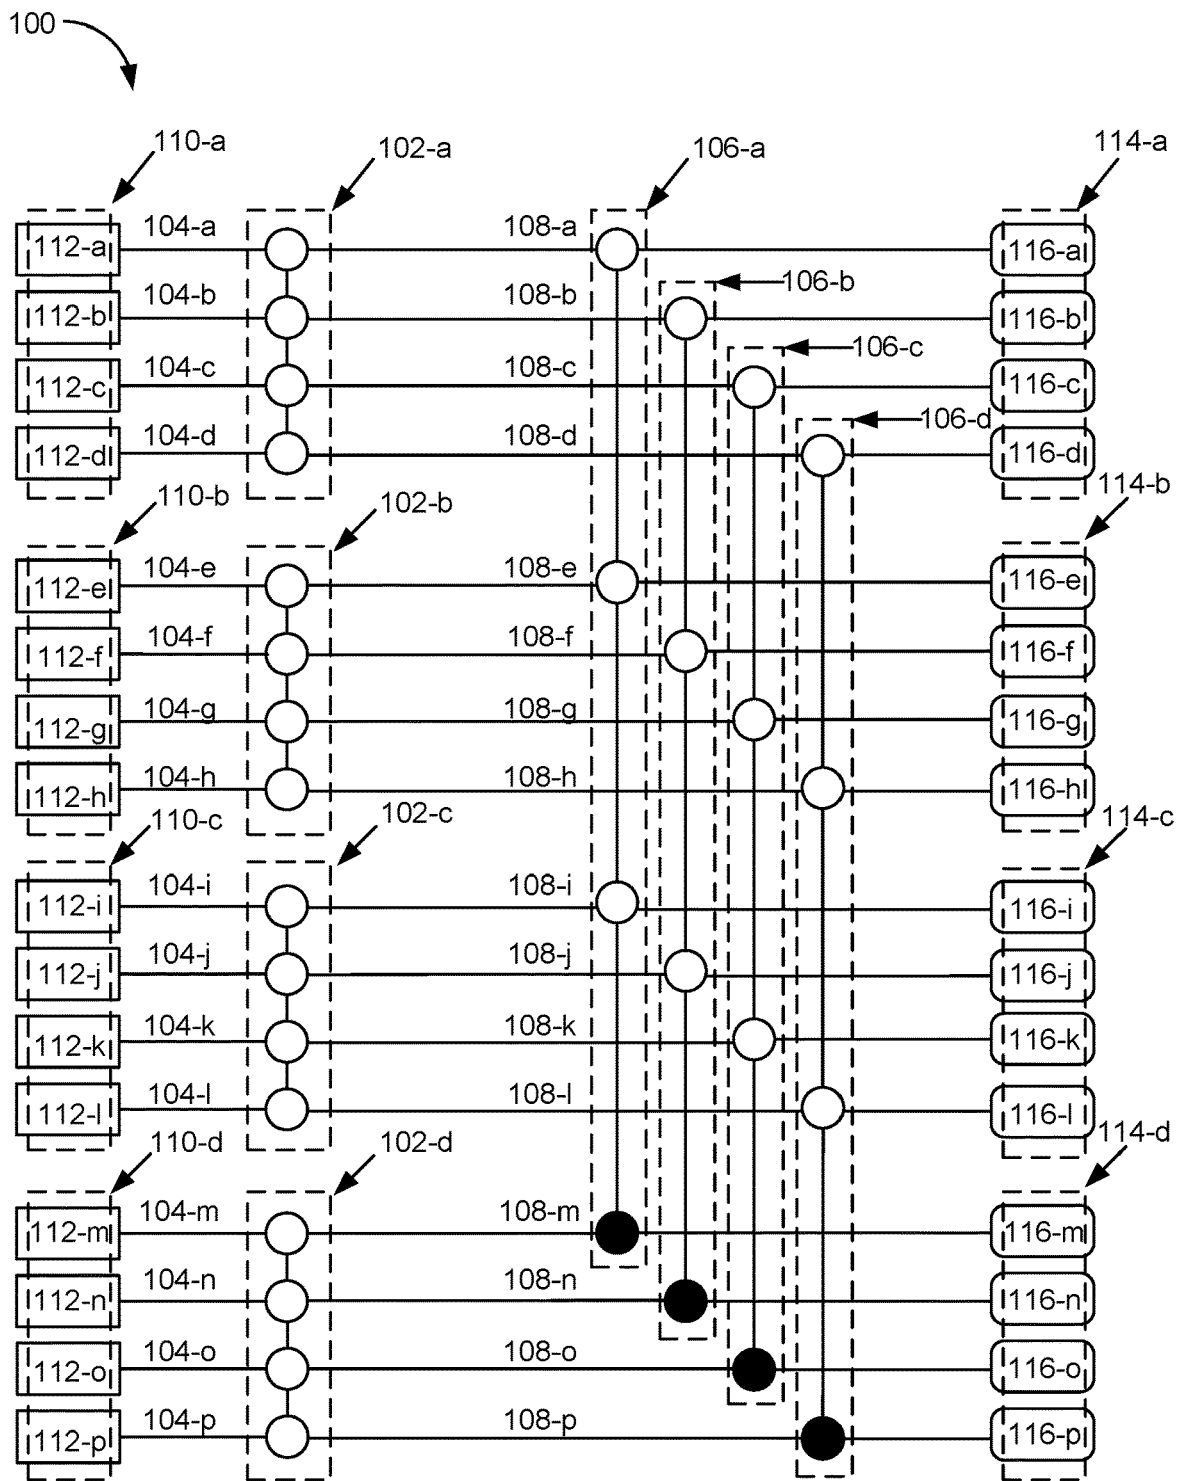 100
110-a 102-a 106-a 114-a
112-a 104-a 108-a 116-a
112-b 104-b 108-b 106-b 116-b
106-c
112-c 104-c 108-c 116-c
106-d
112-d 104-d 108-d 116-d
110-b 102-b 114-b
112-e 104-e 108-e 116-e
112-f 104-f 108-f 116-f
112-g 104-g 108-g 116-g
112-h 104-h 108-h 116-h
110-c 102-c 114-c
112-i 104-i 108-i 116-i
112-j 104-j 108-j 116-j
112-k 104-k 108-k 116-k
112-l 104-l 108-l 116-l
110-d 102-d 114-d
112-m 104-m 108-m 116-m
112-n 104-n 108-n 116-n
112-o 104-o 108-o 116-o
112-p 104-p 108-p 116-p